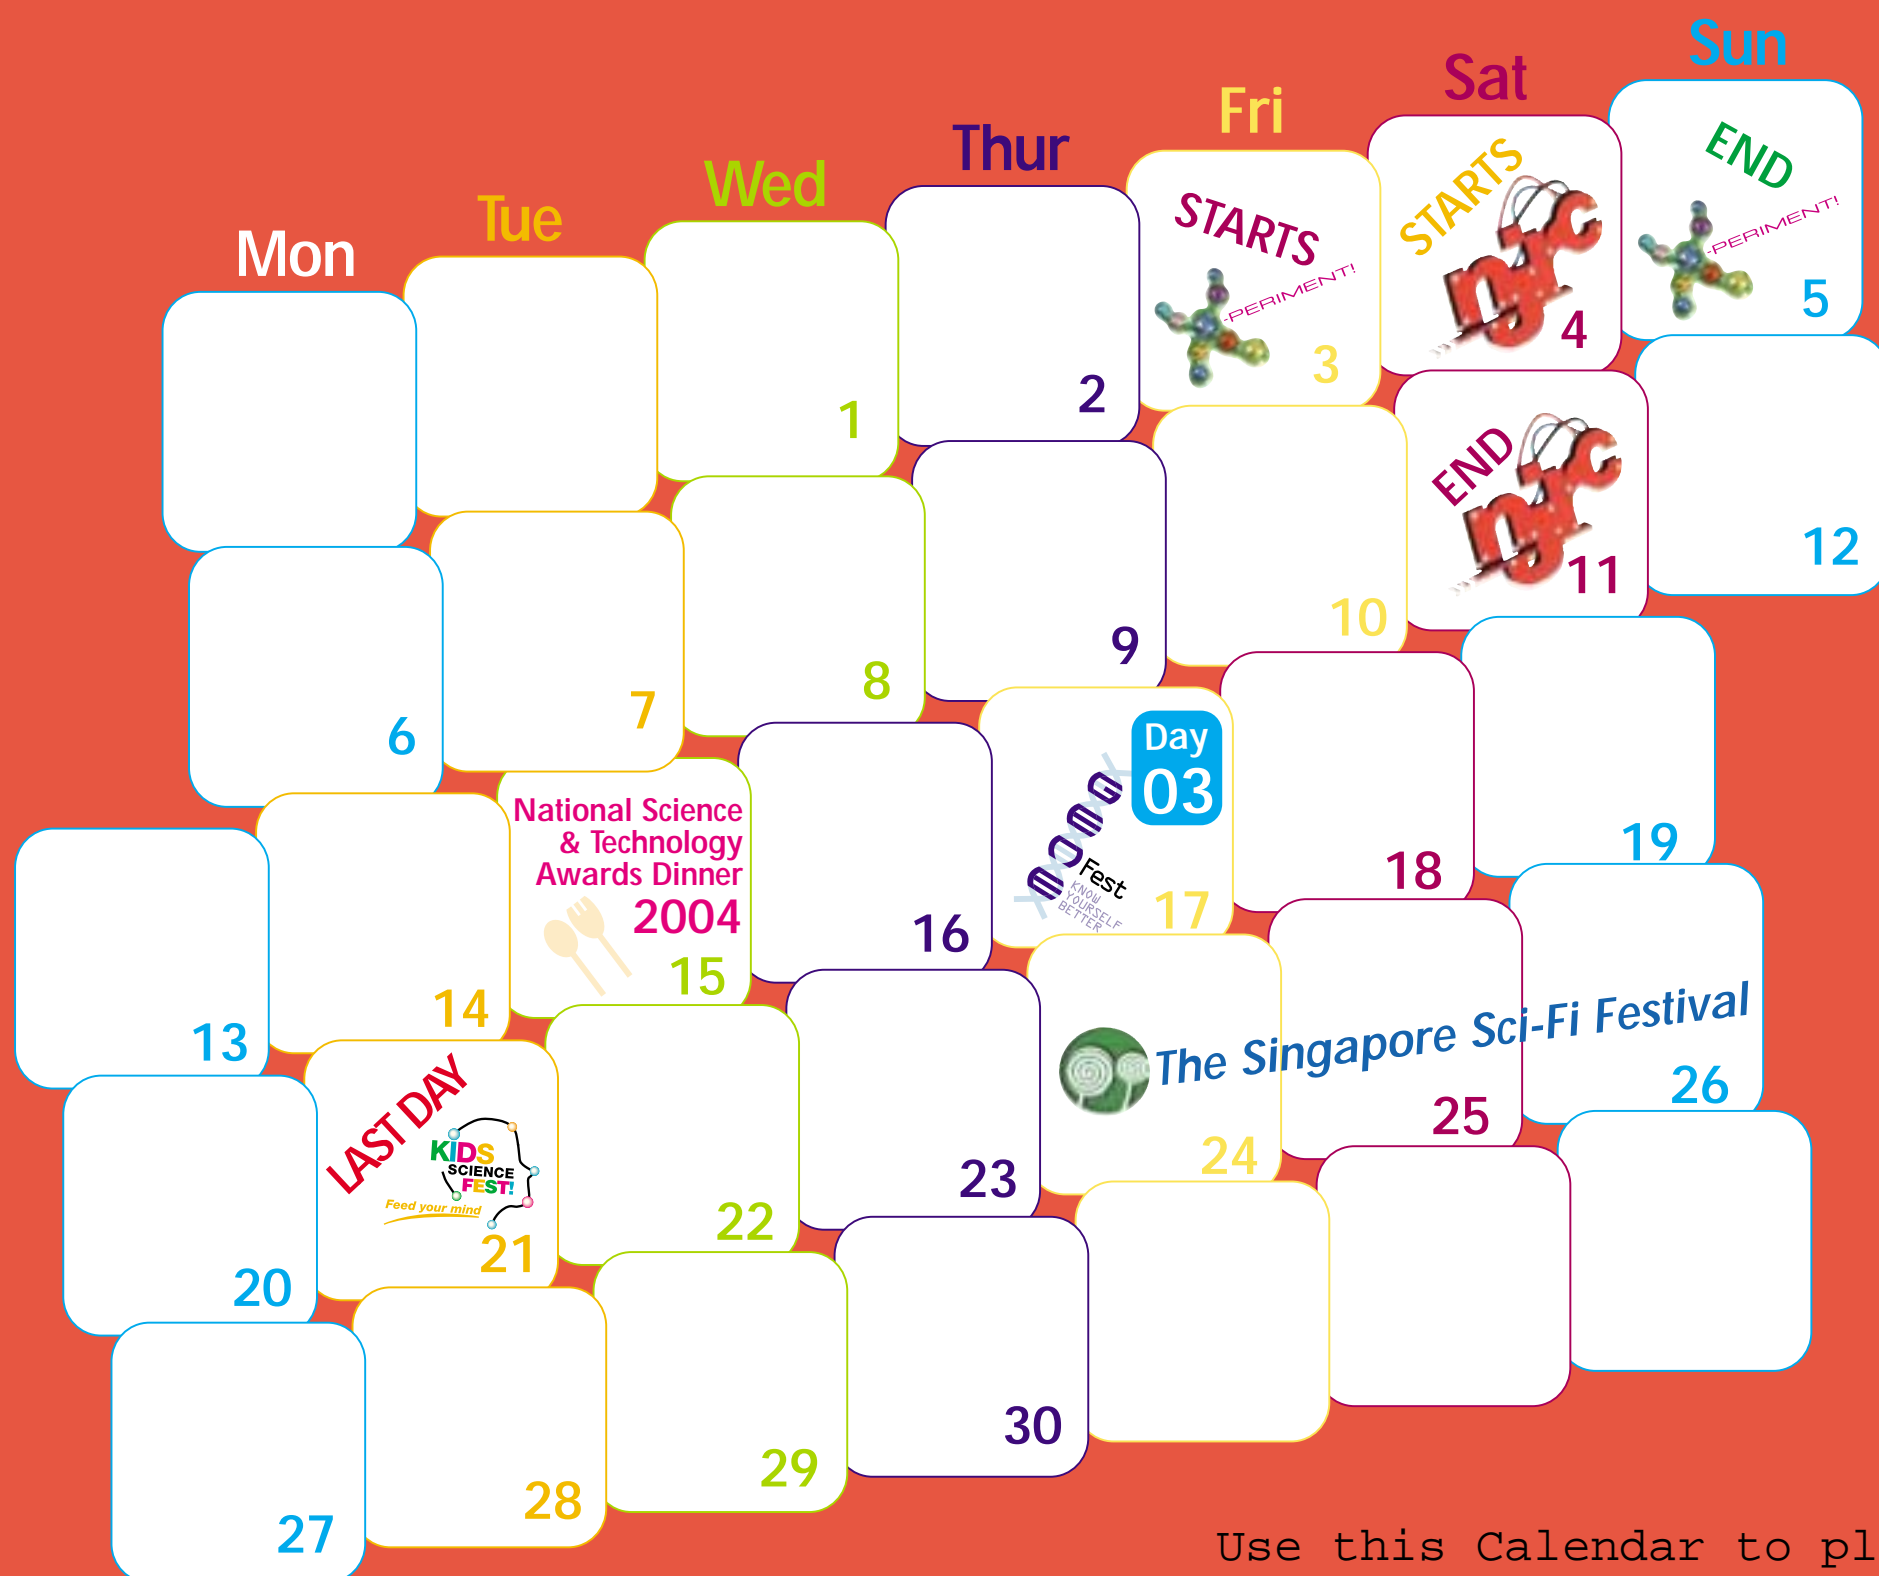 Mon Tue Wed Thur Fri Sat Sun
1
2
STARTS
-PERIMENT!
3
STARTS
njrc
4
END
-PERIMENT!
5
6
7
8
9
10
END
njrc
11
12
13
14
National Science
& Technology
Awards Dinner
2004
15
16
Day
03
Fest
KNOW
YOURSELF
BETTER
17
18
19
20
LAST DAY
KIDS
SCIENCE
FEST!
Feed your mind
21
22
23
The Singapore Sci-Fi Festival
24
25
26
27
28
29
30
Use this Calendar to pl